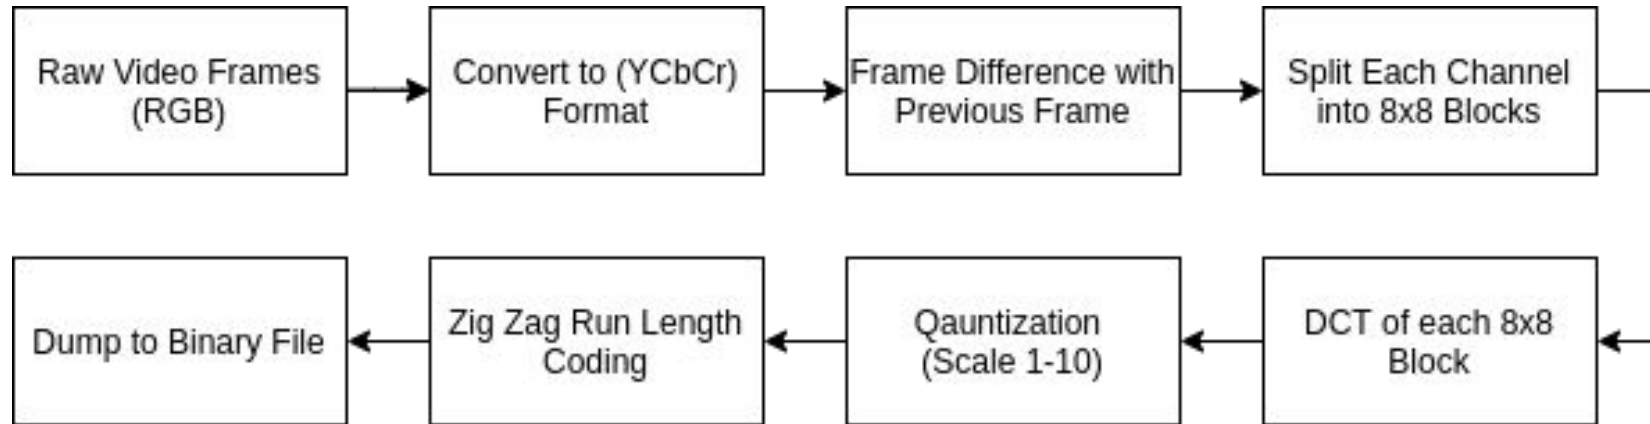 Raw Video Frames
(RGB)
Convert to (YCbCr)
Format
Frame Difference with
Previous Frame
Split Each Channel
into 8x8 Blocks
DCT of each 8x8
Block
Qauntization
(Scale 1-10)
Zig Zag Run Length
Coding
Dump to Binary File